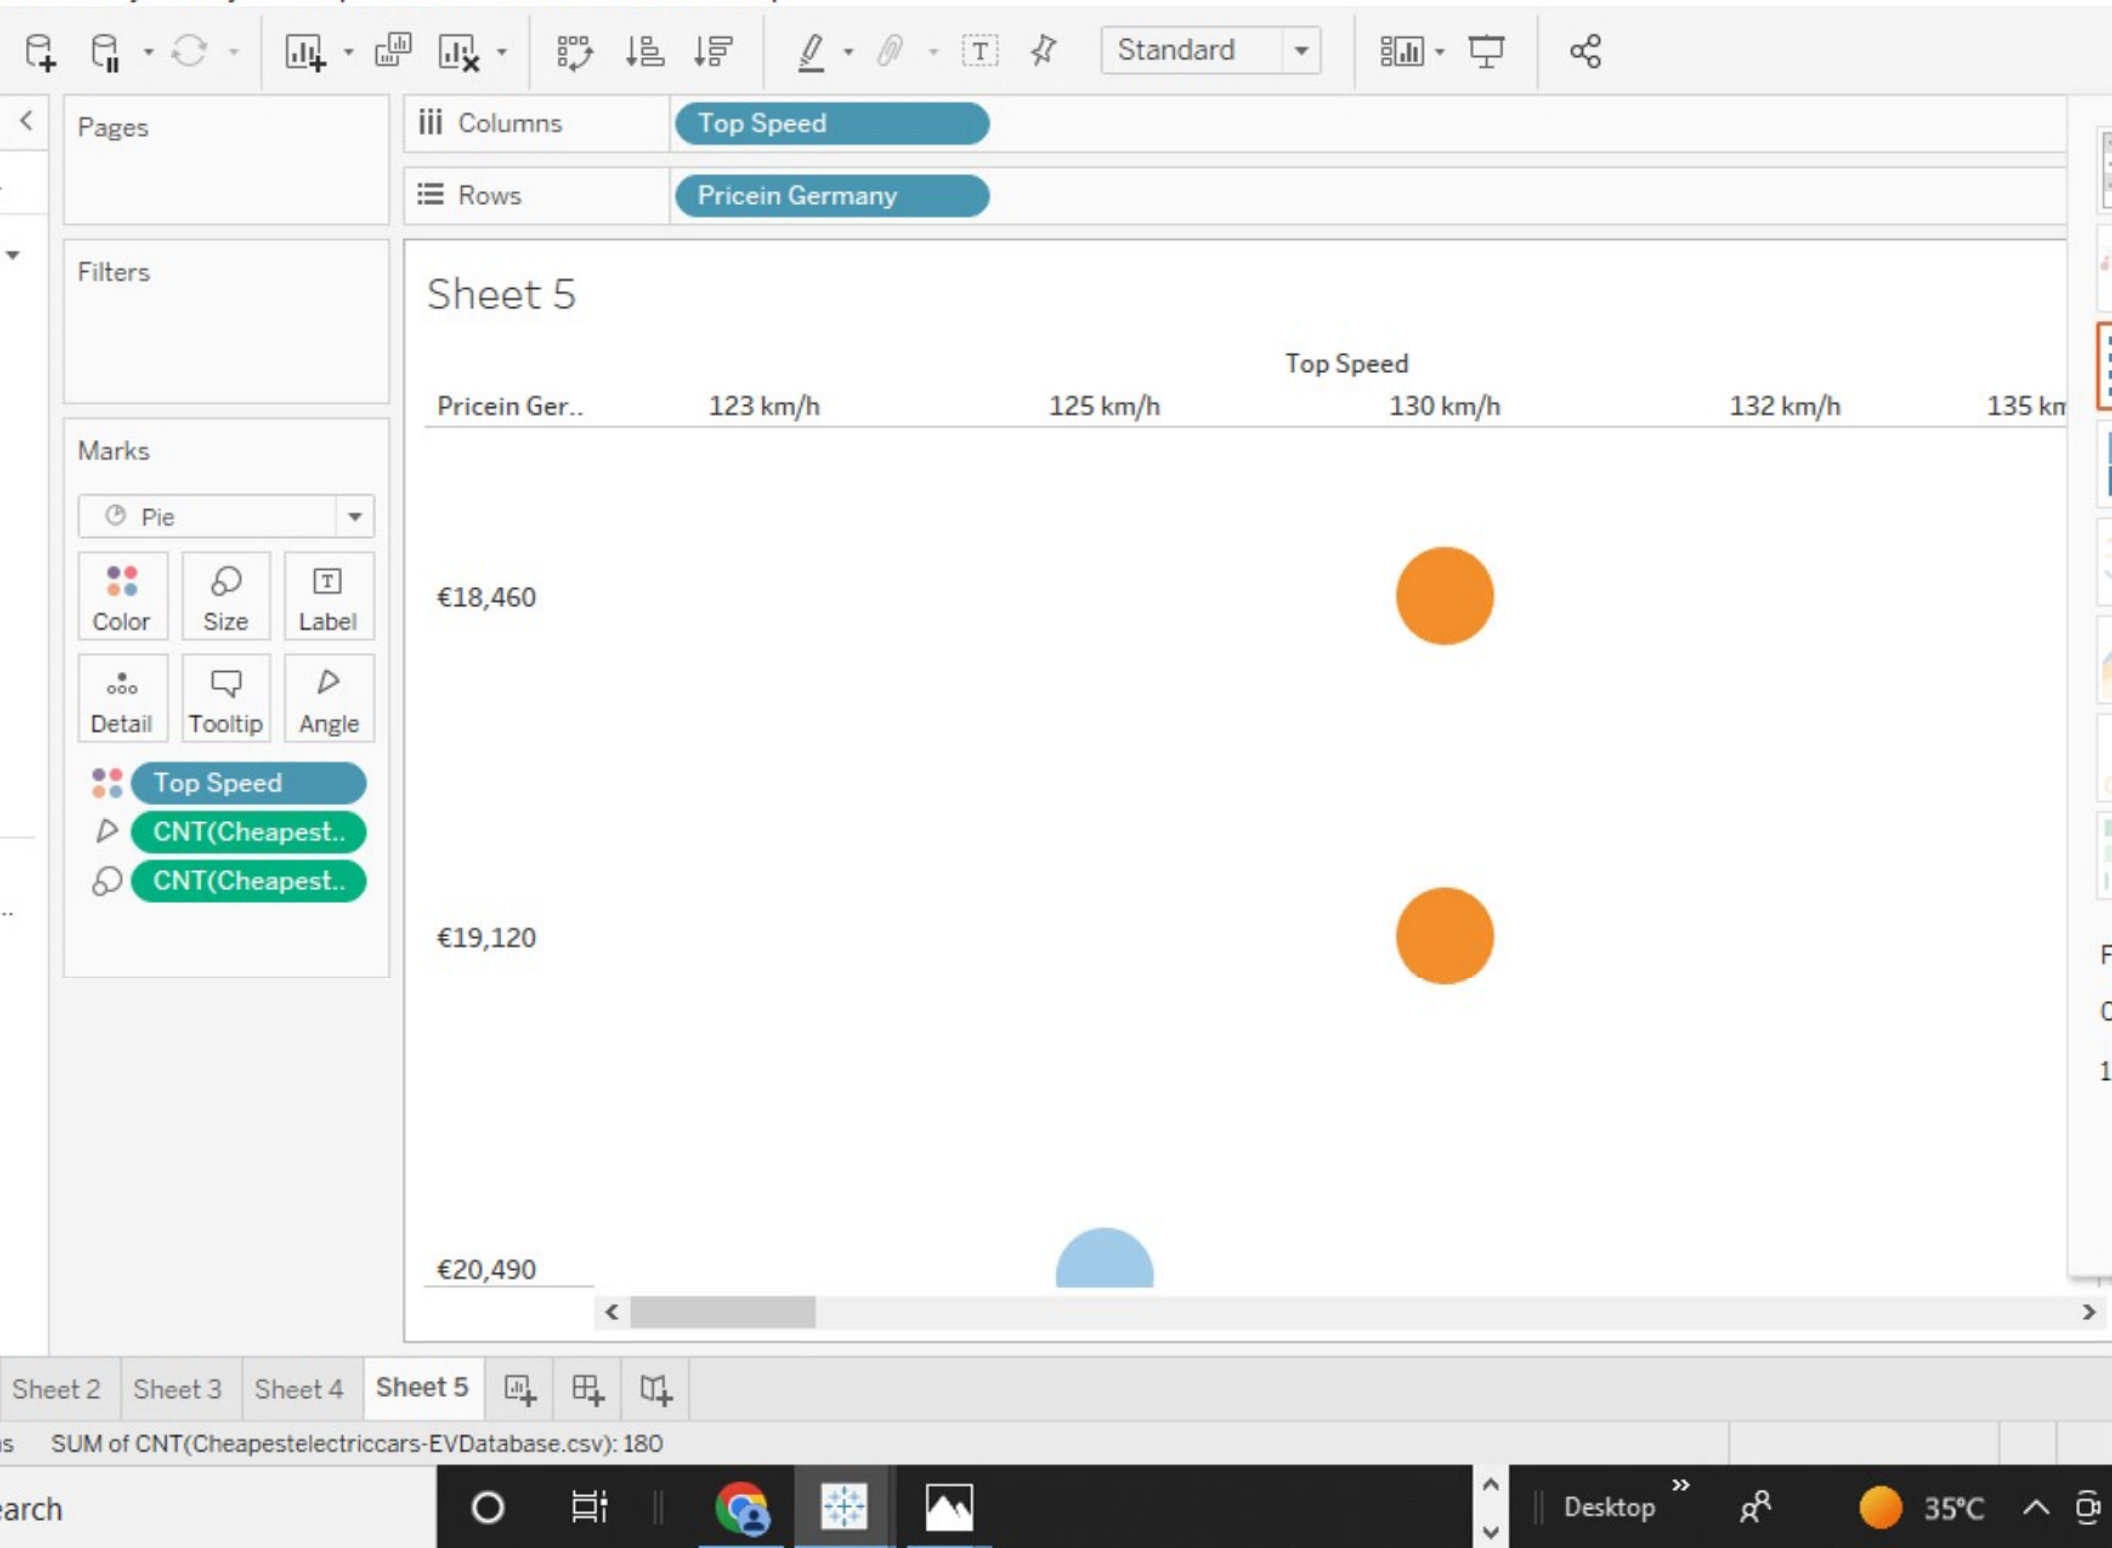 Standard
Pages
Columns
Top Speed
Rows
Pricein Germany
Filters
Sheet 5
Top Speed
Pricein Ger..
123 km/h
125 km/h
130 km/h
132 km/h
135 km
Marks
Pie
Color
Size
Label
Detail
Tooltip
Angle
Top Speed
CNT(Cheapest..
CNT(Cheapest..
€18,460
€19,120
€20,490
Sheet 2
Sheet 3
Sheet 4
Sheet 5
SUM of CNT(Cheapestelectriccars-EVDatabase.csv): 180
earch
Desktop
35°C